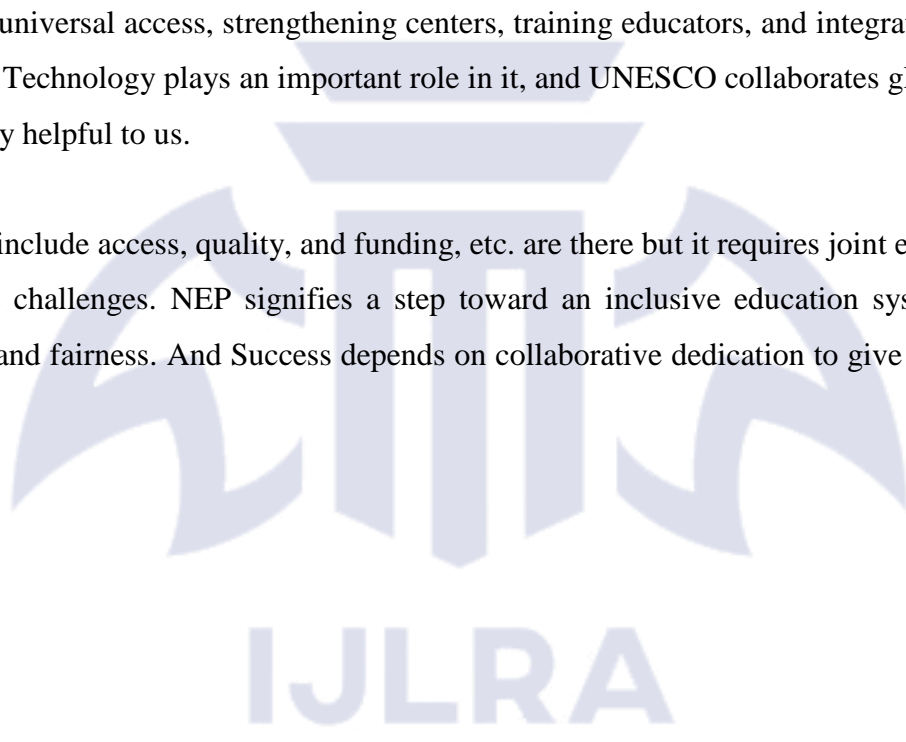 universal access, strengthening centers, training educators, and integrat
Technology plays an important role in it, and UNESCO collaborates
y helpful to us.
include access, quality, and funding, etc. are there but it requires joint e
challenges. NEP signifies a step toward an inclusive education sys
and fairness. And Success depends on collaborative dedication to give
IJLRA